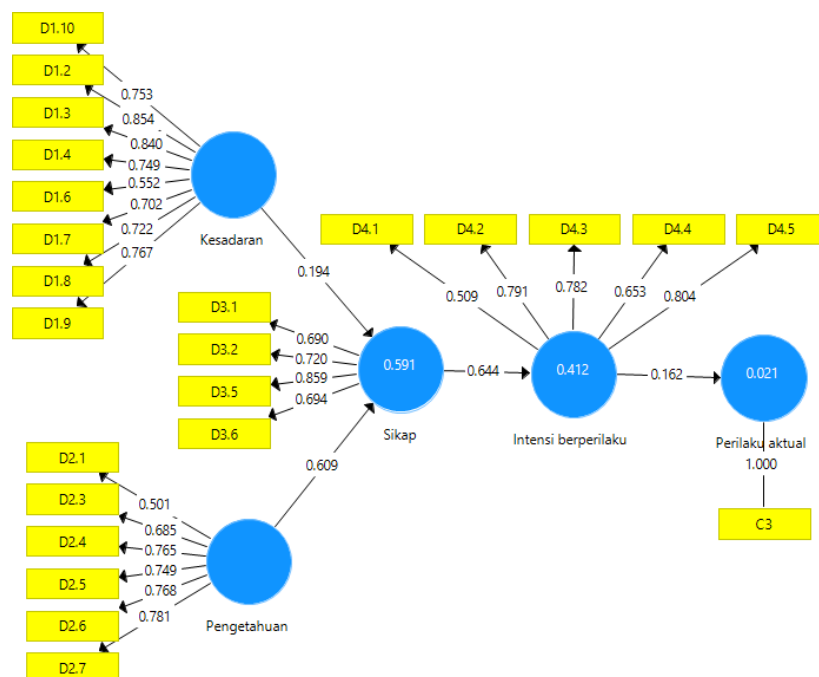 D1.10
D1.2
D1.3
D1.4
D1.6
D1.7
D1.8
D1.9
0.753
0.854
0.840
0.749
0.552
0.702
0.722
0.767
Kesadaran
0.194
D3.1
D3.2
D3.5
D3.6
0.690
0.720
0.859
0.694
0.591
Sikap
D2.1
D2.3
D2.4
D2.5
D2.6
D2.7
0.501
0.685
0.765
0.749
0.768
0.781
Pengetahuan
0.609
0.644
D4.1
D4.2
D4.3
D4.4
D4.5
0.509
0.791
0.782
0.653
0.804
0.412
Intensi berperilaku
0.162
0.021
Perilaku aktual
1.000
C3